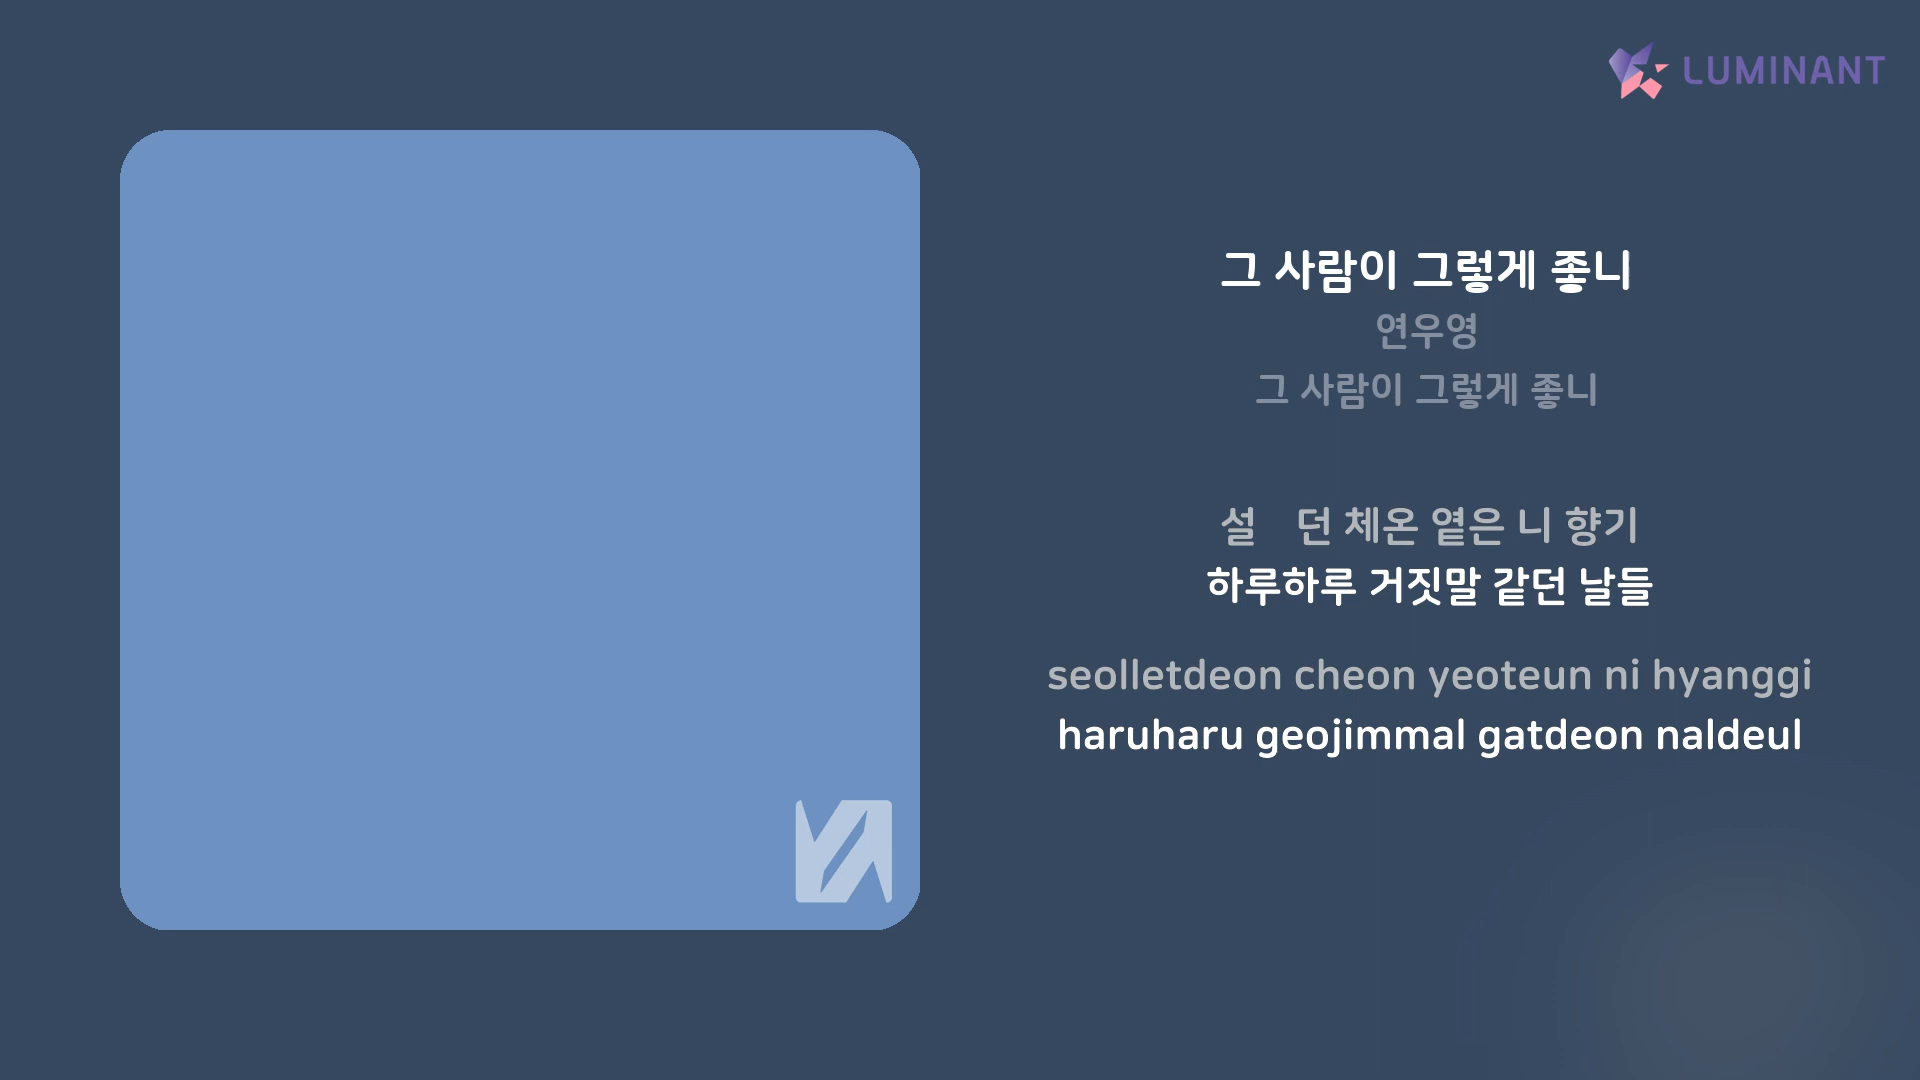 LUMINANT
그 사람이 그렇게 좋니
연우영
그 사람이 그렇게 좋니
설 던 체온 옅은 니 향기
하루하루 거짓말 같던 날들
seolletdeon cheon yeoteun ni hyanggi
haruharu geojimmal gatdeon naldeul